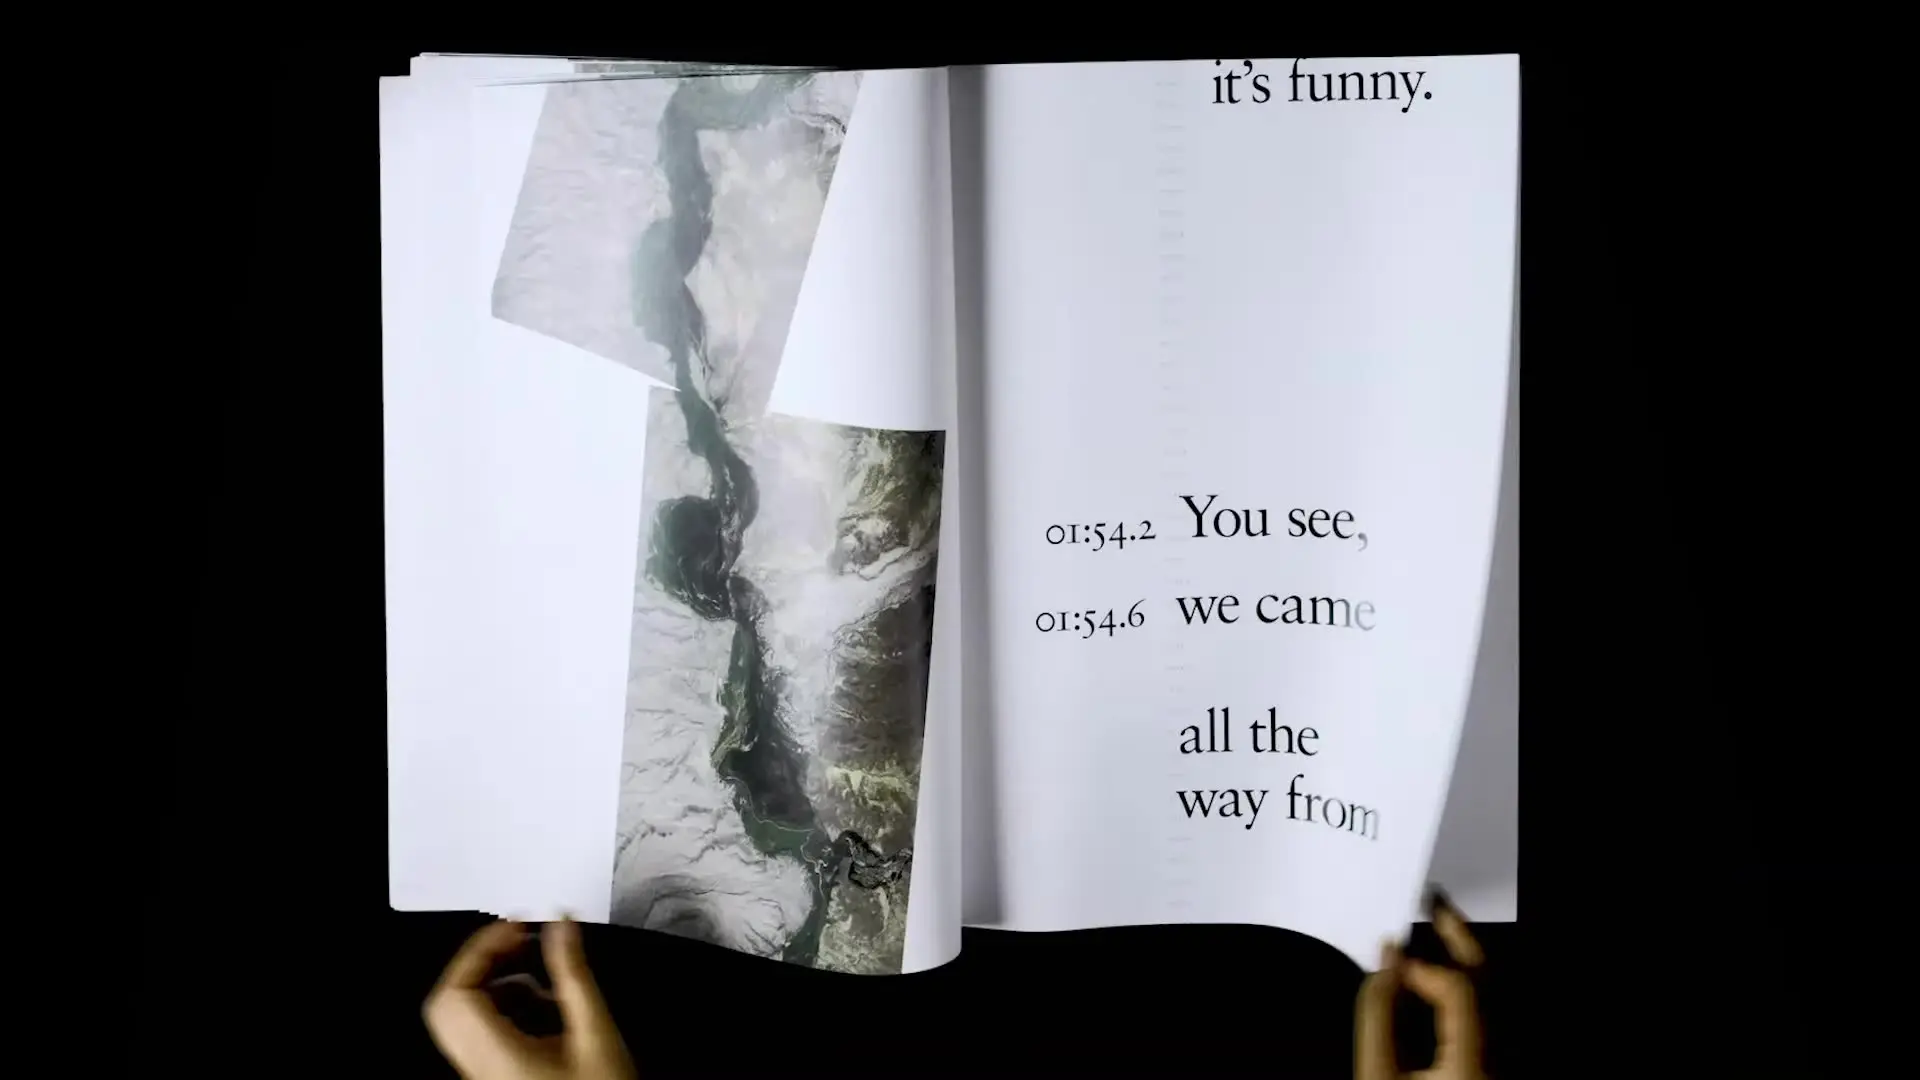 it's funny.
01:54.2 You see,
01:54.6 we came
all the
way from